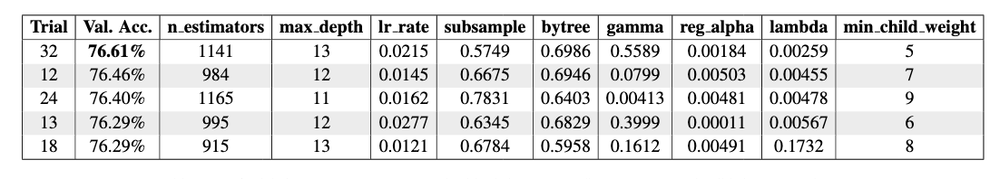 Trial Val. Acc. n_estimators max_depth lr_rate subsample bytree gamma reg_alpha lambda min_child_weight
32 76.61% 1141 13 0.0215 0.5749 0.6986 0.5589 0.00184 0.00259 5
12 76.46% 984 12 0.0145 0.6675 0.6946 0.0799 0.00503 0.00455 7
24 76.40% 1165 11 0.0162 0.7831 0.6403 0.00413 0.00481 0.00478 9
13 76.29% 995 12 0.0277 0.6345 0.6829 0.3999 0.00011 0.00567 6
18 76.29% 915 13 0.0121 0.6784 0.5958 0.1612 0.00491 0.1732 8